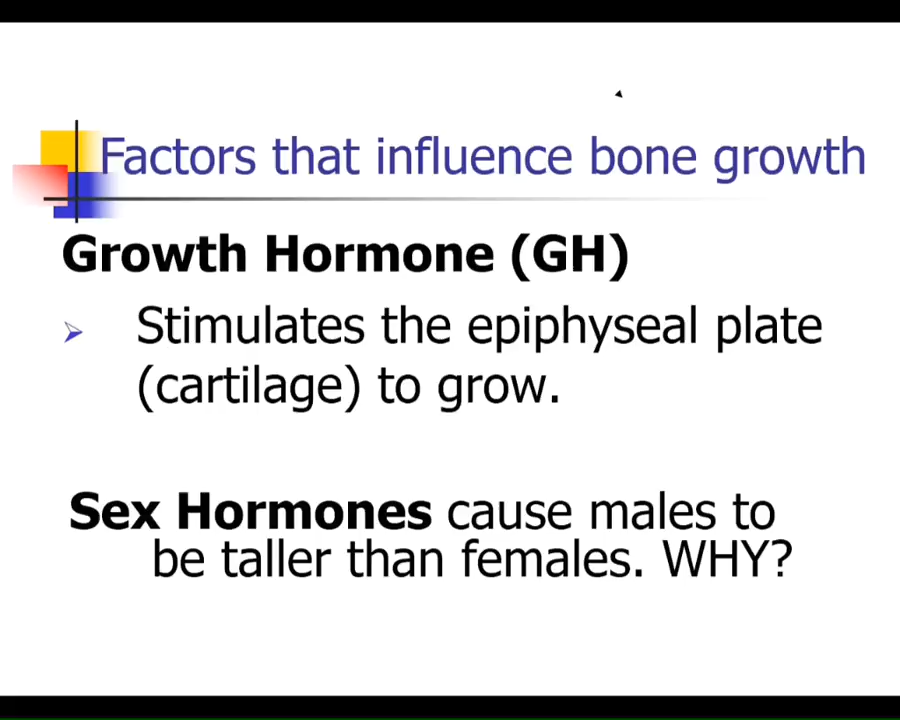 Factors that influence bone growth
Growth Hormone (GH)
Stimulates the epiphyseal plate
(cartilage) to grow.
Sex Hormones cause males to
be taller than females. WHY?